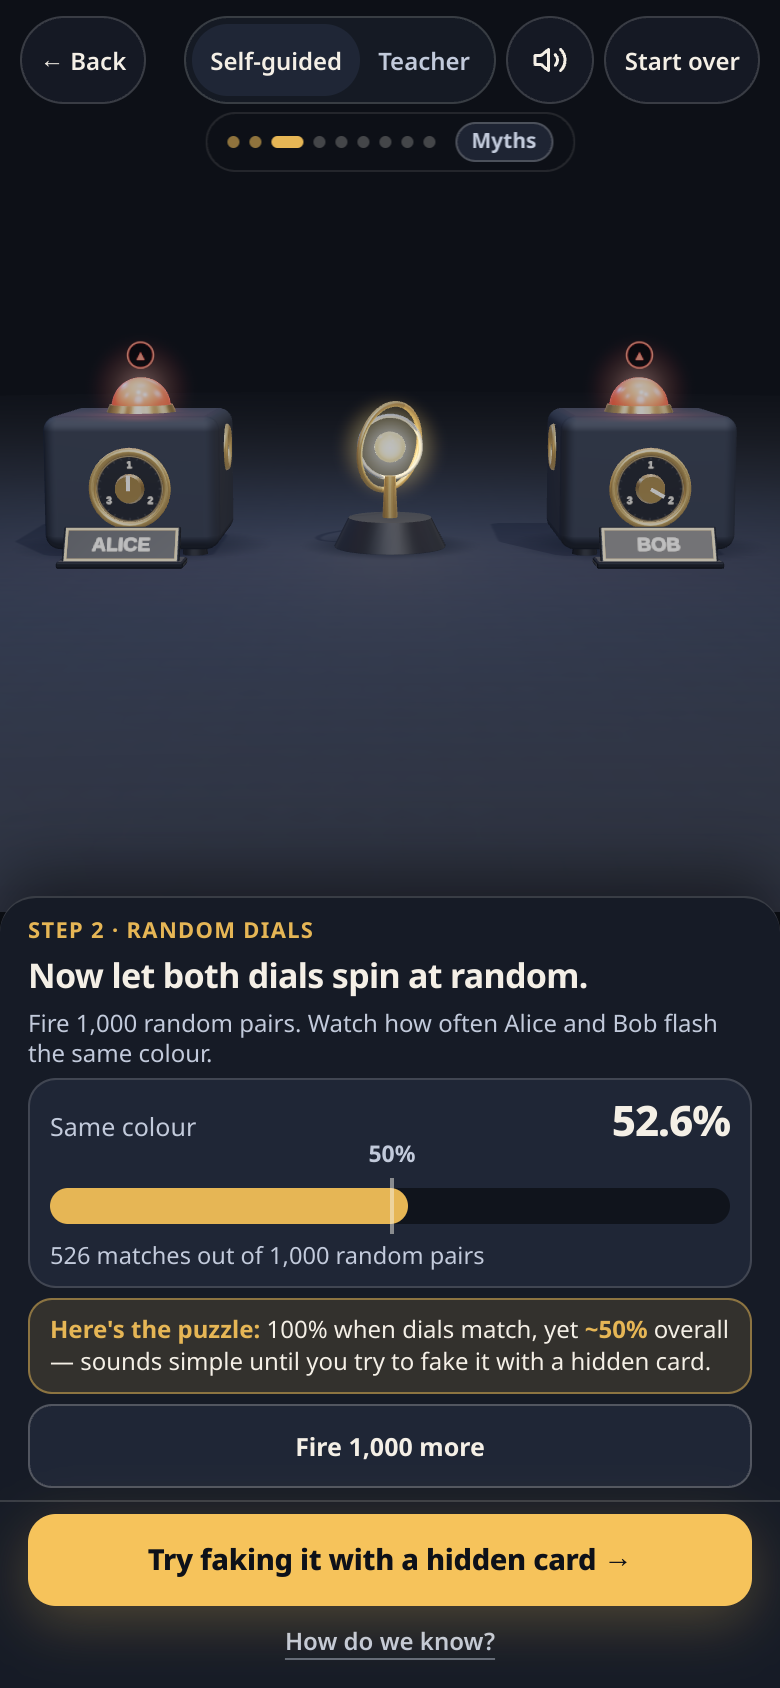 ← Back
Self-guided
Teacher
Start over
Myths
1
3 2
ALICE
1
3 2
BOB
STEP 2 · RANDOM DIALS
Now let both dials spin at random.
Fire 1,000 random pairs. Watch how often Alice and Bob flash
the same colour.
Same colour
52.6%
50%
526 matches out of 1,000 random pairs
Here's the puzzle: 100% when dials match, yet ~50% overall
— sounds simple until you try to fake it with a hidden card.
Fire 1,000 more
Try faking it with a hidden card →
How do we know?